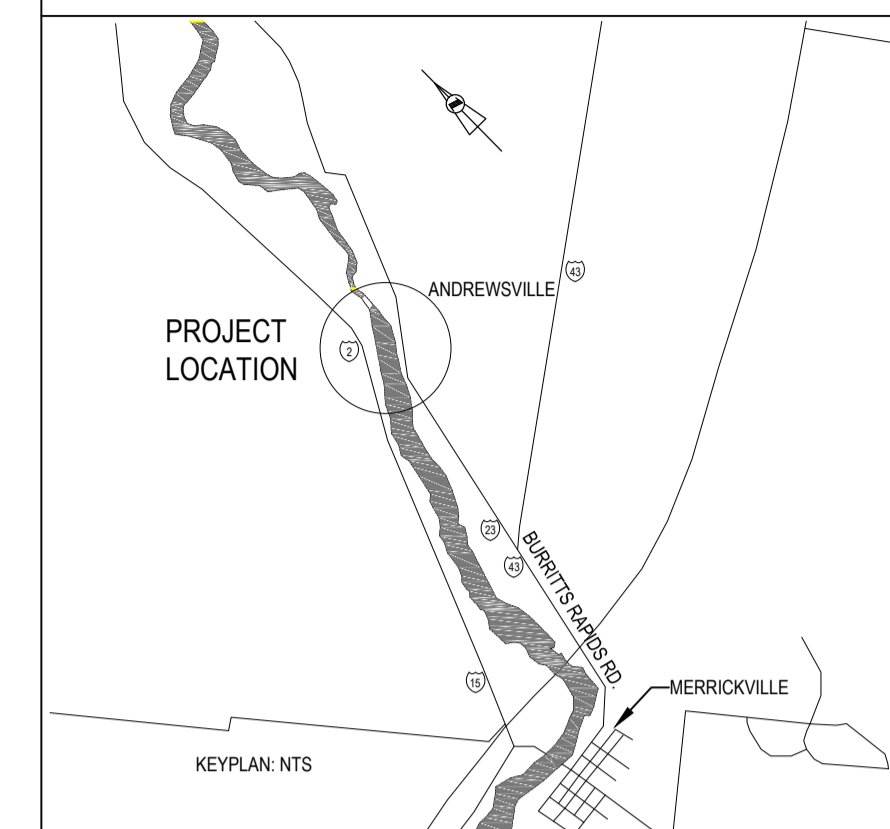 ANDREWSVILLE
43
PROJECT
LOCATION
2
23
43
BURRITTS RAPIDS RD.
15
MERRICKVILLE
KEYPLAN: NTS